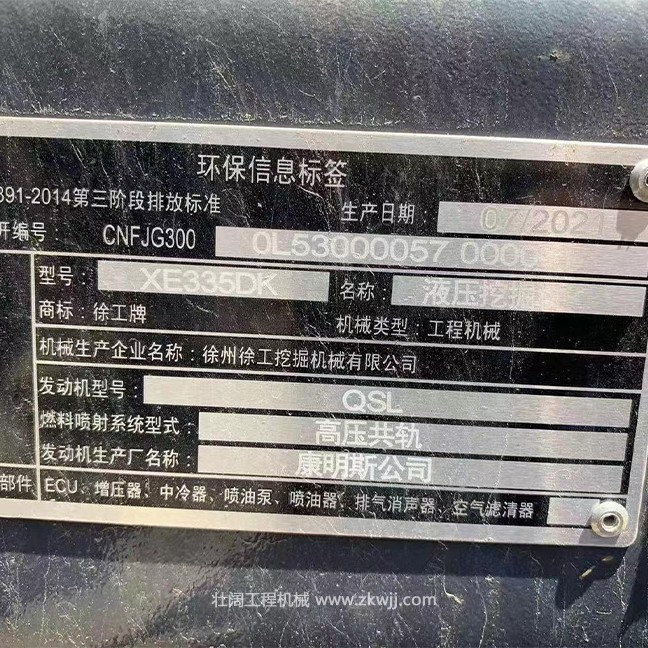 环保信息标签
391-2014第三阶段排放标准
生产日期： 07/2021
开编号： CNFJG300 0L53000057 000
型号： XE335DK 名称： 液压挖掘
商标：徐工牌 机械类型：工程机械
机械生产企业名称：徐州徐工挖掘机械有限公司
发动机型号： QSL
燃料喷射系统型式： 高压共轨
发动机生产厂名称： 康明斯公司
部件 ECU、增压器、中冷器、喷油泵、喷油器、排气消声器、空气滤清器
壮阔工程机械 www.zkwjj.com